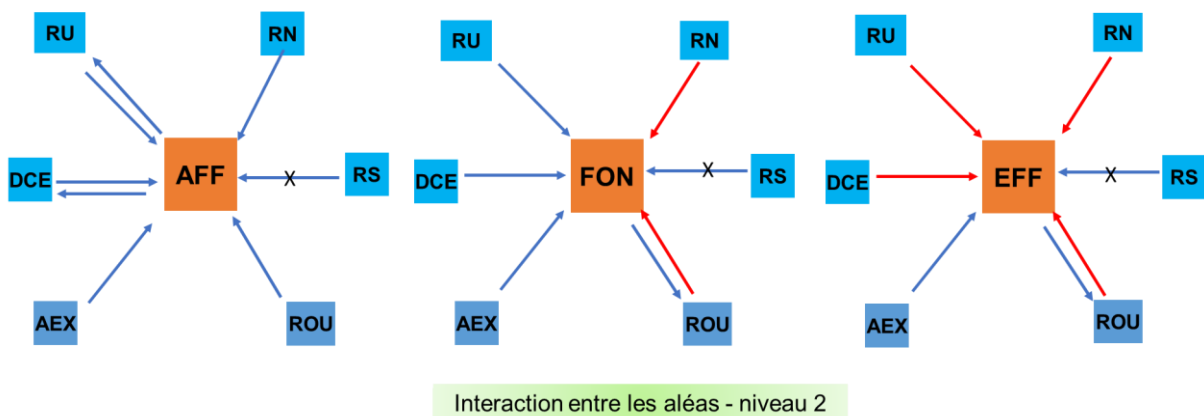 RU
RN
DCE
AFF
X
RS
AEX
ROU
RU
RN
DCE
FON
X
RS
AEX
ROU
RU
RN
DCE
EFF
X
RS
AEX
ROU
Interaction entre les aléas - niveau 2